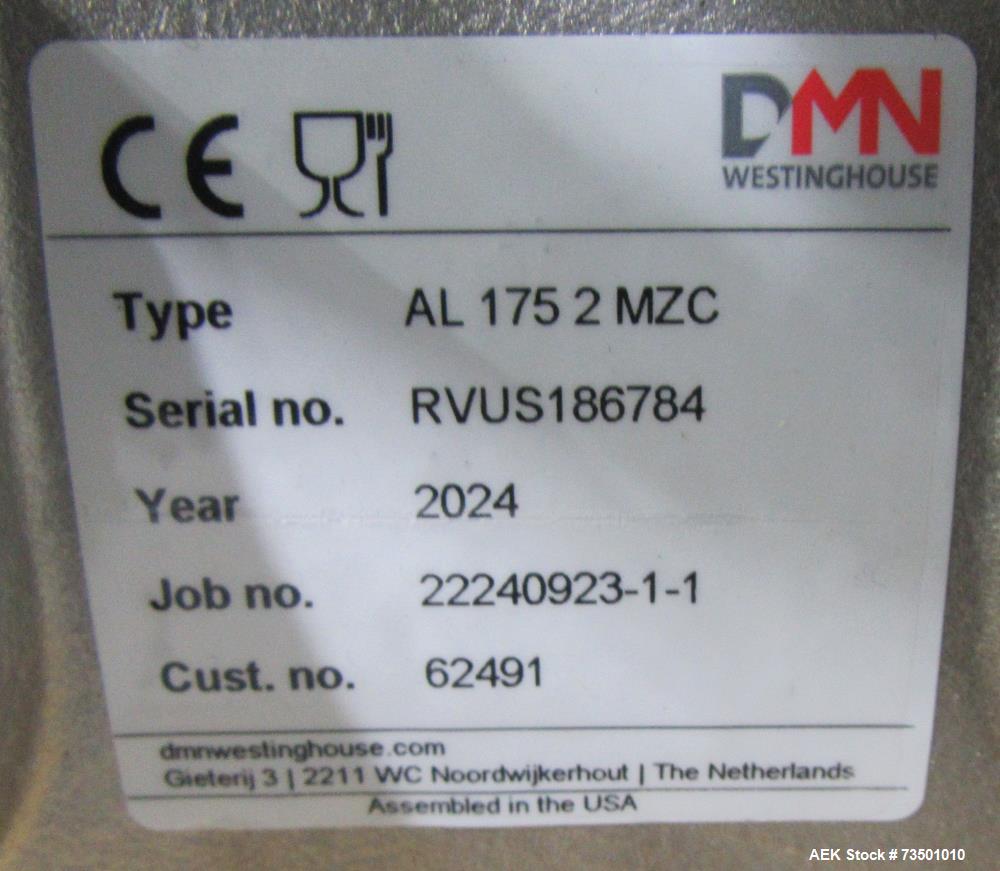 CE
DMN
WESTINGHOUSE
Type AL 175 2 MZC
Serial no. RVUS186784
Year 2024
Job no. 22240923-1-1
Cust. no. 62491
dmnwestinghouse.com
Gieterij 3 | 2211 WC Noordwijkerhout | The Netherlands
Assembled in the USA
AEK Stock # 73501010